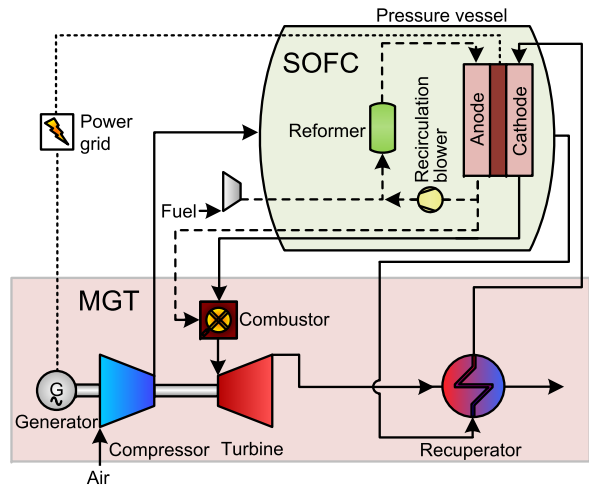 Pressure vessel
SOFC
Anode
Cathode
Recirculation
blower
Reformer
Power
grid
Fuel
MGT
Combustor
G
Generator
Compressor
Turbine
Recuperator
Air